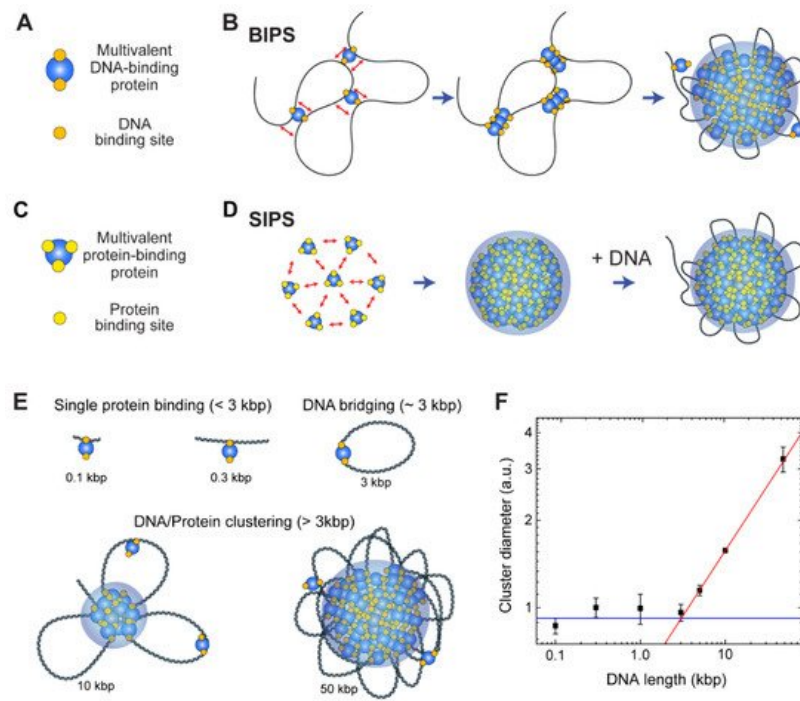 A
Multivalent
DNA-binding
protein
DNA
binding site
B
BIPS
C
Multivalent
protein-binding
protein
Protein
binding site
D
SIPS
+ DNA
E
Single protein binding (< 3 kbp)
DNA bridging (~ 3 kbp)
0.1 kbp
0.3 kbp
3 kbp
DNA/Protein clustering (> 3kbp)
10 kbp
50 kbp
F
Cluster diameter (a.u.)
4
3
2
1
0.1
1.0
10
DNA length (kbp)